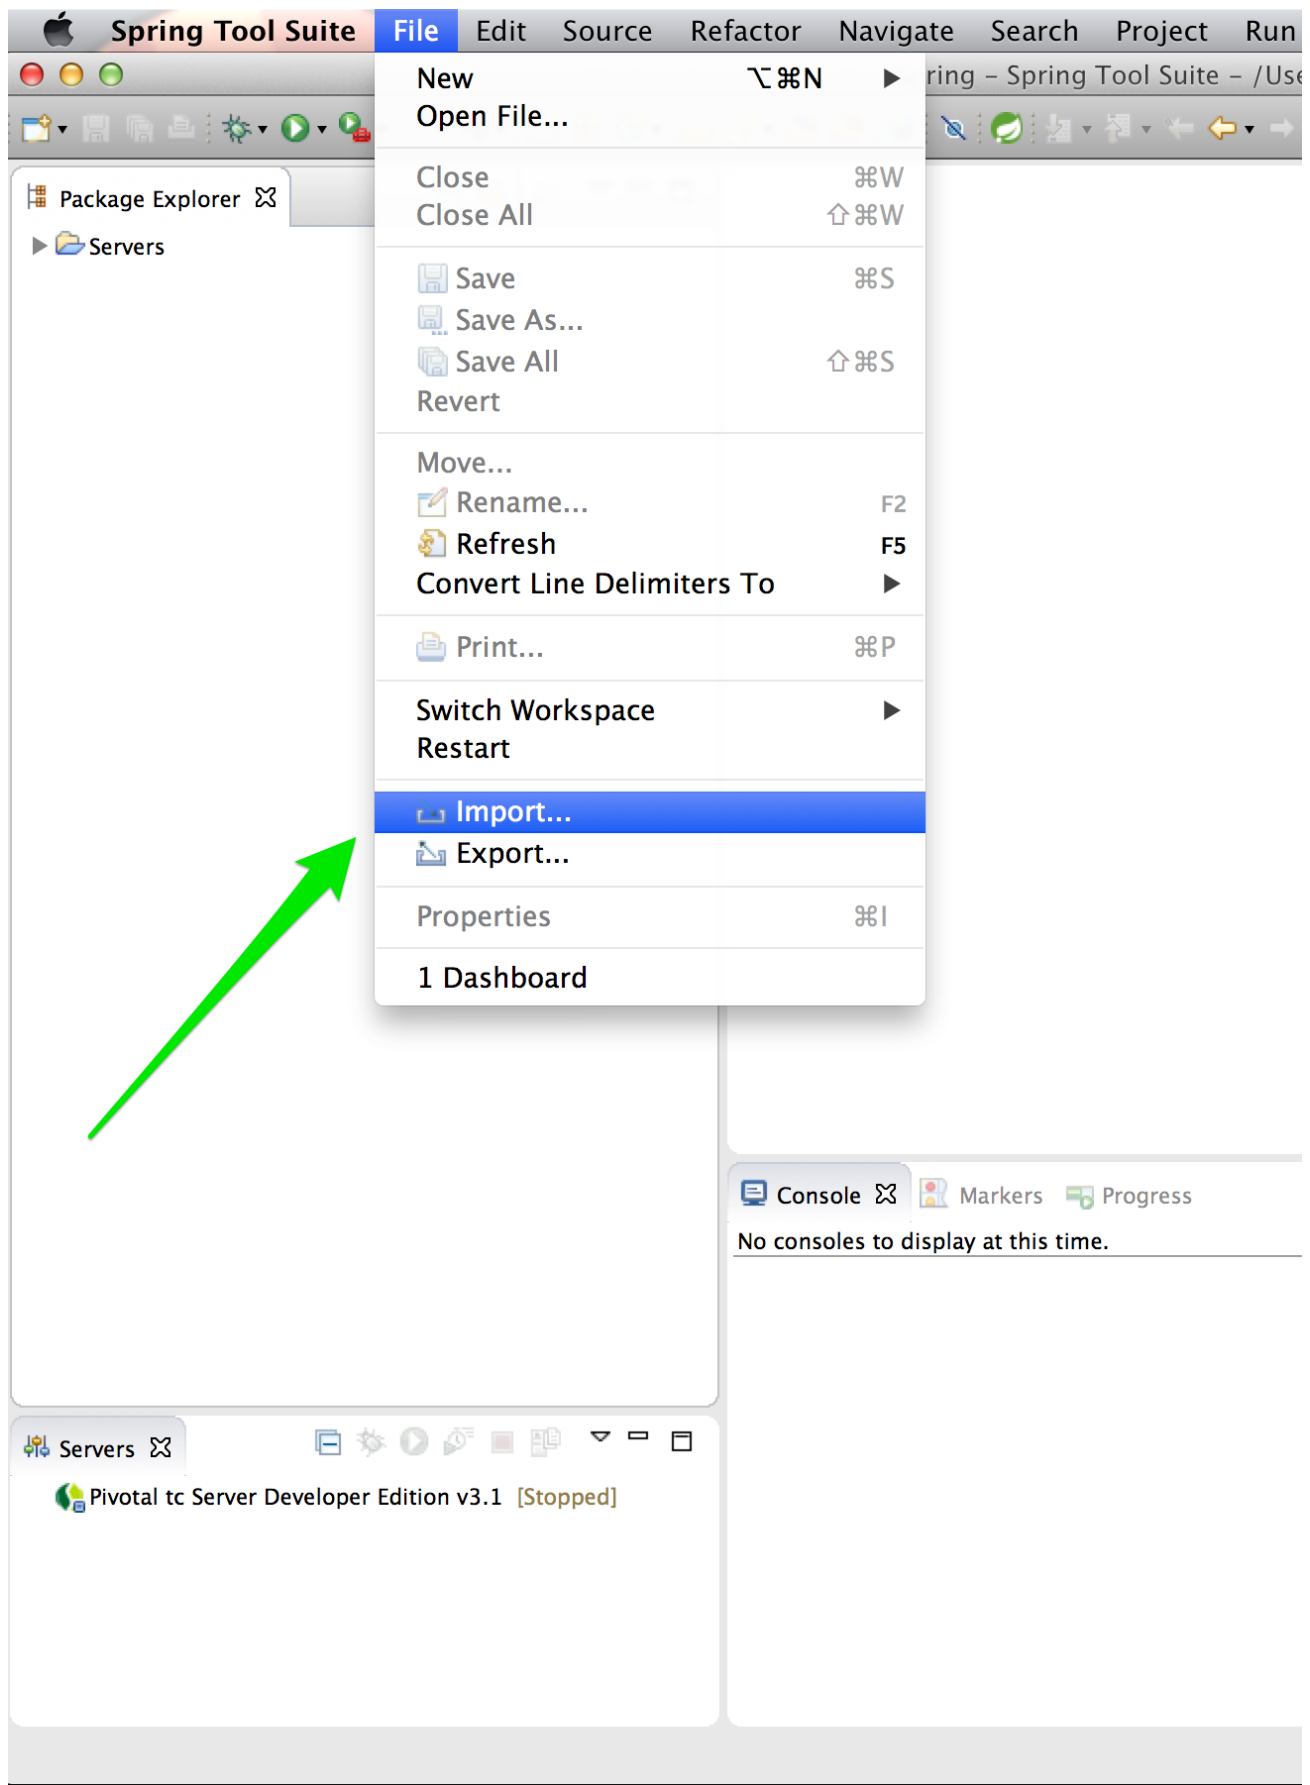 Spring Tool Suite File Edit Source Refactor Navigate Search Project Run
ring – Spring Tool Suite – /Use
New ⌥⌘N
Open File...
Close ⌘W
Close All ⇧⌘W
Save ⌘S
Save As...
Save All ⇧⌘S
Revert
Move...
Rename... F2
Refresh F5
Convert Line Delimiters To
Print... ⌘P
Switch Workspace
Restart
Import...
Export...
Properties ⌘I
1 Dashboard
Package Explorer
Servers
Console Markers Progress
No consoles to display at this time.
Servers
Pivotal tc Server Developer Edition v3.1 [Stopped]